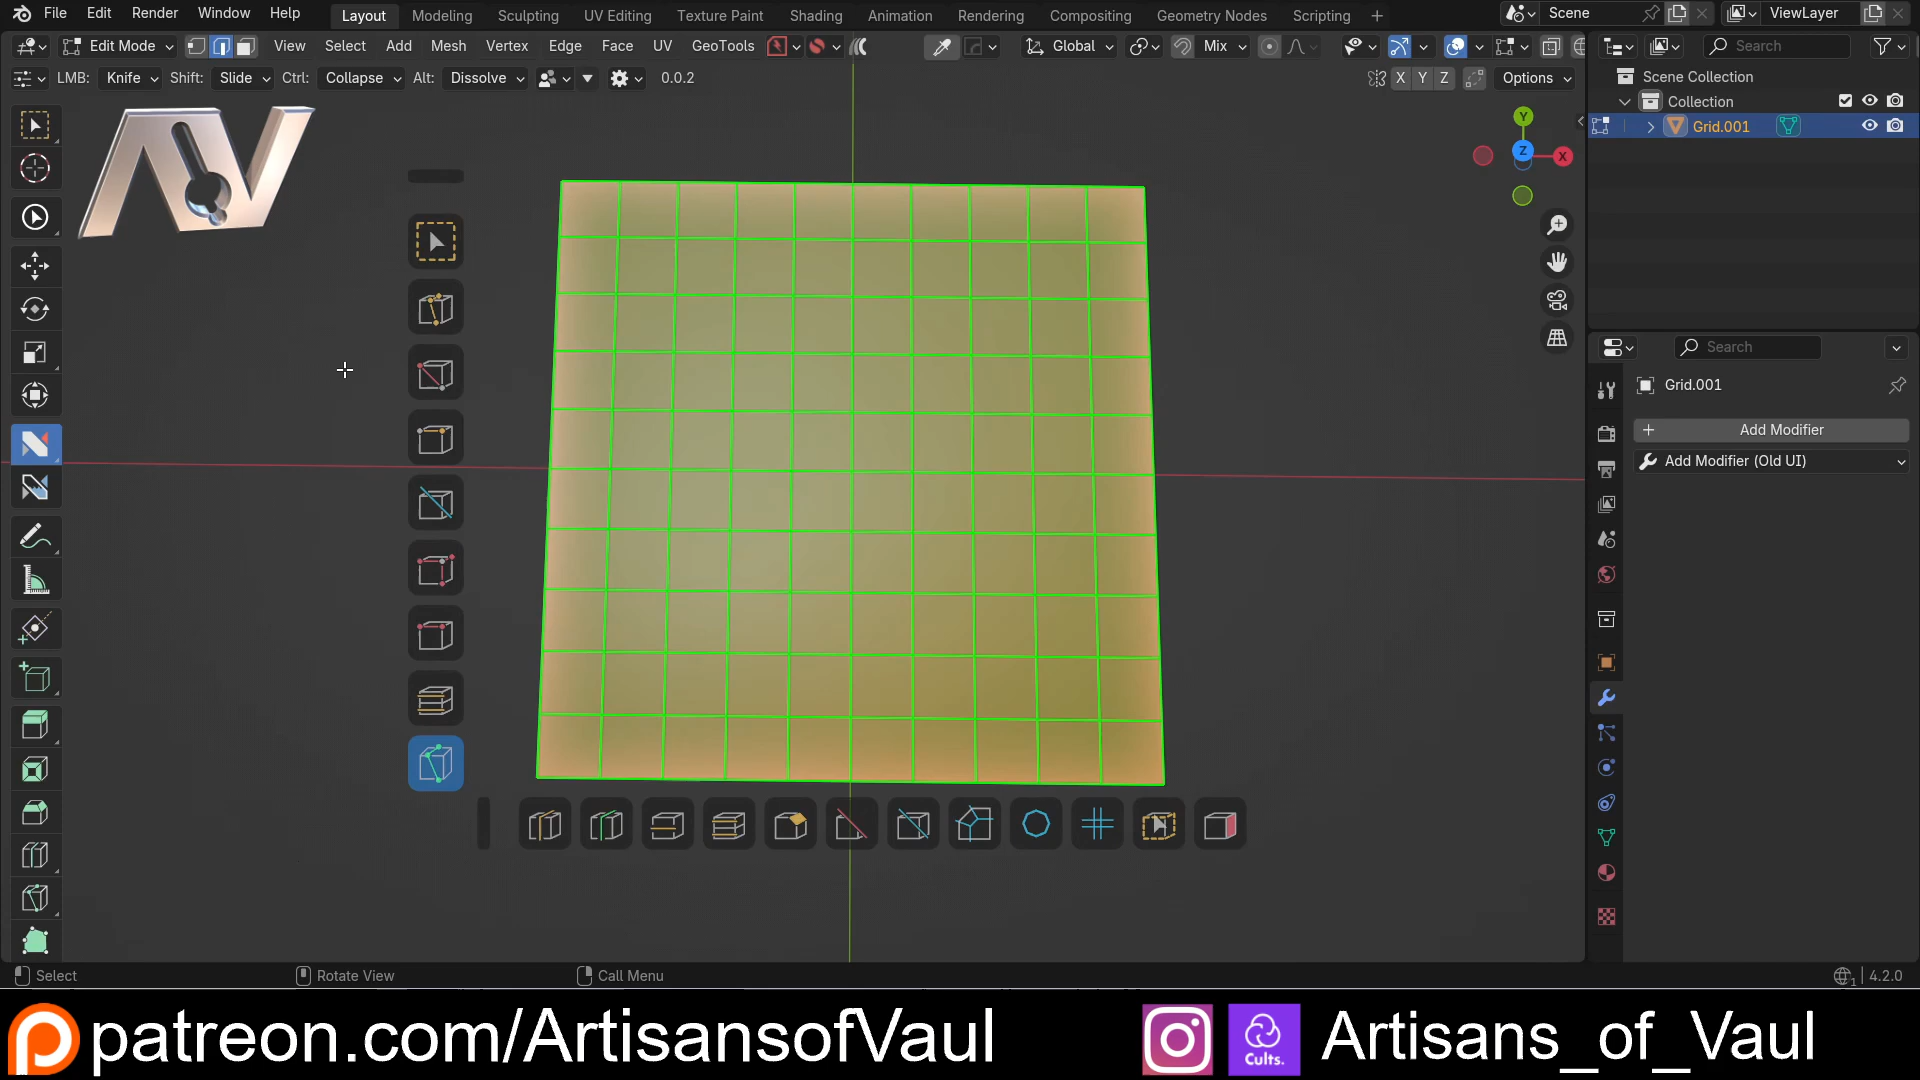 File Edit Render Window Help Layout Modeling Sculpting UV Editing Texture Paint Shading Animation Rendering Compositing Geometry Nodes Scripting + Scene ViewLayer
Edit Mode View Select Add Mesh Vertex Edge Face UV GeoTools Global Mix Search
LMB: Knife Shift: Slide Ctrl: Collapse Alt: Dissolve 0.0.2 X Y Z Options
Scene Collection
Collection
Grid.001
Y
Z
X
Search
Grid.001
Add Modifier
Add Modifier (Old UI)
Select Rotate View Call Menu 4.2.0
patreon.com/ArtisansofVaul Cults. Artisans_of_Vaul